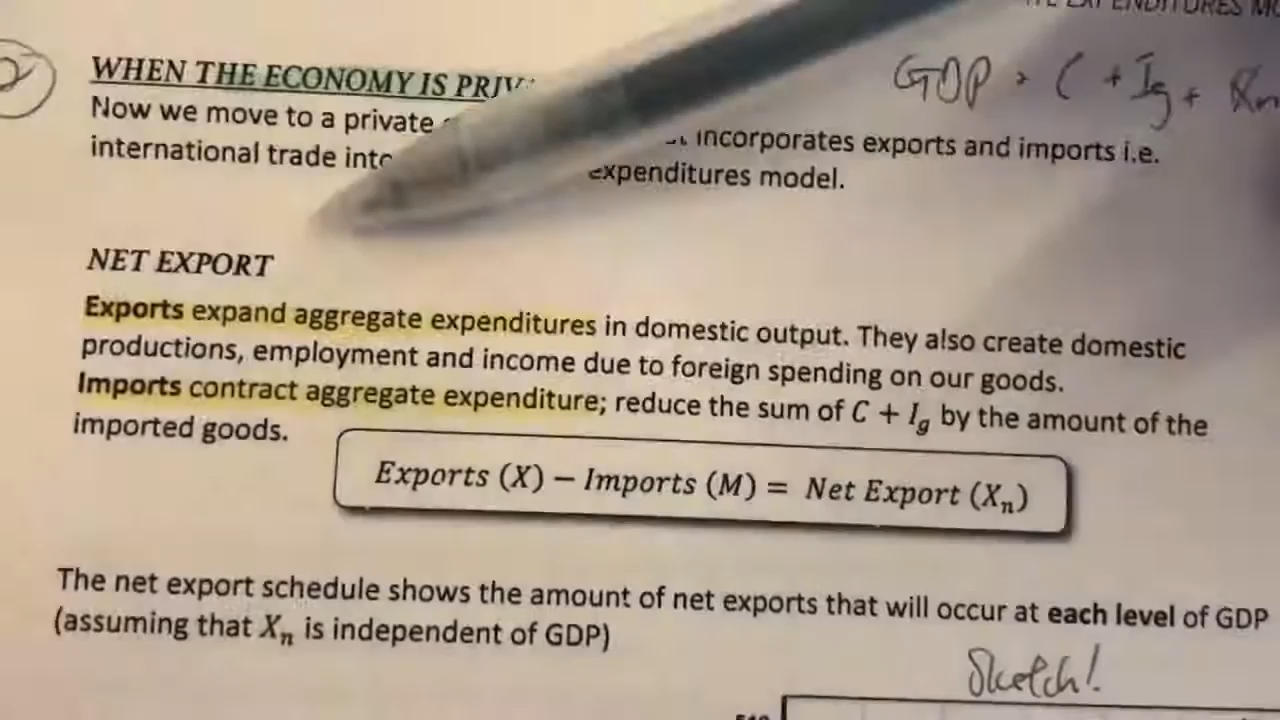 EXPENDITURES
GDP = C + Ig +
WHEN THE ECONOMY IS
Now we move to a private
incorporates exports and imports i.e.
international trade
expenditures model.
NET EXPORT
Exports expand aggregate expenditures in domestic output. They also create domestic
productions, employment and income due to foreign spending on our goods.
Imports contract aggregate expenditure; reduce the sum of C + Ig by the amount of the
imported goods.
Exports (X) − Imports (M) = Net Export (Xn)
The net export schedule shows the amount of net exports that will occur at each level of GDP
(assuming that Xn is independent of GDP)
Sketch!